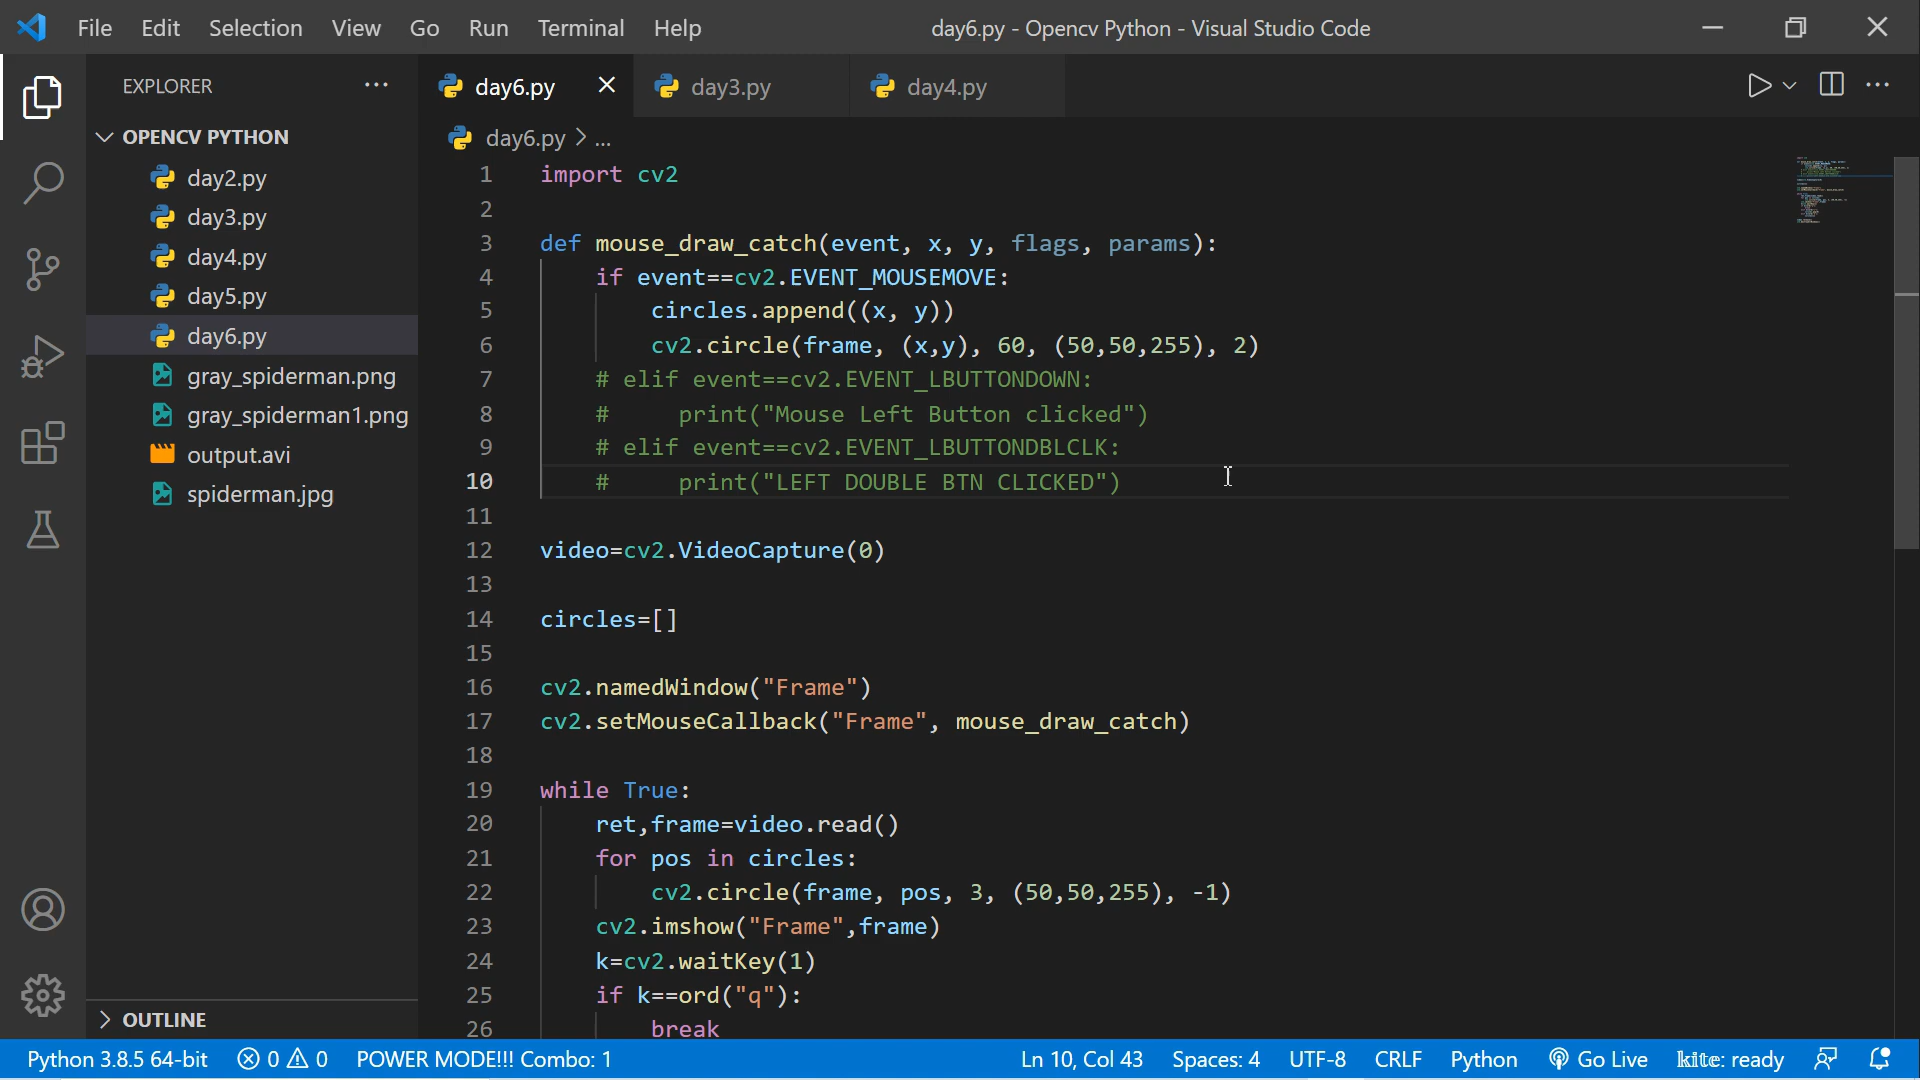 File Edit Selection View Go Run Terminal Help day6.py - Opencv Python - Visual Studio Code
EXPLORER
OPENCV PYTHON
day2.py
day3.py
day4.py
day5.py
day6.py
gray_spiderman.png
gray_spiderman1.png
output.avi
spiderman.jpg
OUTLINE
day6.py day3.py day4.py
day6.py > ...
1 import cv2
2
3 def mouse_draw_catch(event, x, y, flags, params):
4 if event==cv2.EVENT_MOUSEMOVE:
5 circles.append((x, y))
6 cv2.circle(frame, (x,y), 60, (50,50,255), 2)
7 # elif event==cv2.EVENT_LBUTTONDOWN:
8 # print("Mouse Left Button clicked")
9 # elif event==cv2.EVENT_LBUTTONDBLCLK:
10 # print("LEFT DOUBLE BTN CLICKED")
11
12 video=cv2.VideoCapture(0)
13
14 circles=[]
15
16 cv2.namedWindow("Frame")
17 cv2.setMouseCallback("Frame", mouse_draw_catch)
18
19 while True:
20 ret,frame=video.read()
21 for pos in circles:
22 cv2.circle(frame, pos, 3, (50,50,255), -1)
23 cv2.imshow("Frame",frame)
24 k=cv2.waitKey(1)
25 if k==ord("q"):
26 break
Python 3.8.5 64-bit 0 0 POWER MODE!!! Combo: 1 Ln 10, Col 43 Spaces: 4 UTF-8 CRLF Python Go Live kite: ready